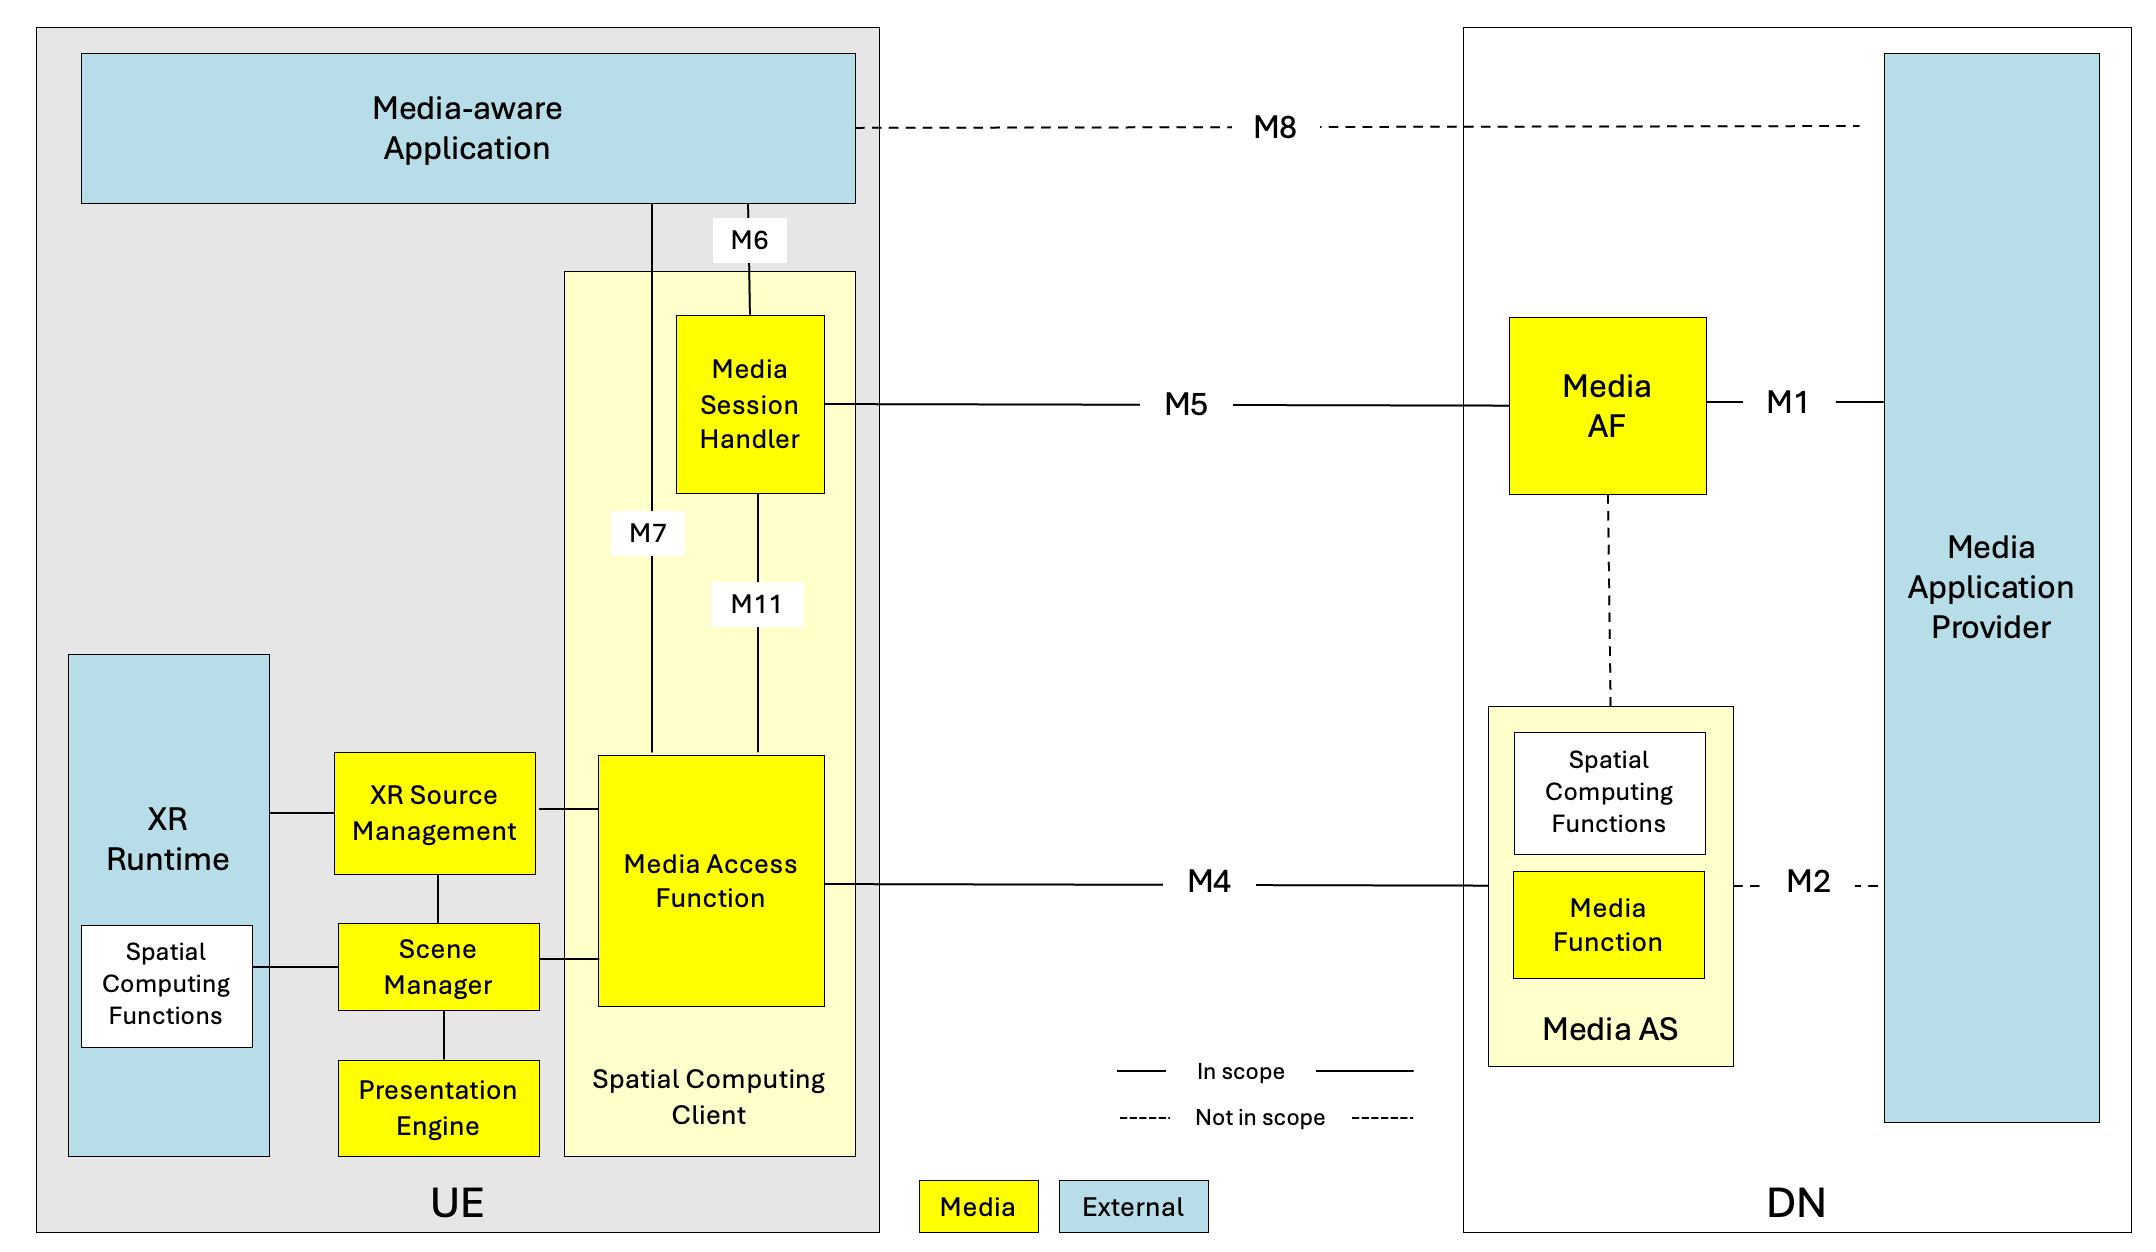 Media-aware
Application
M8
M6
Media
Session
Handler
M5
Media
AF
M1
M7
M11
Media
Application
Provider
XR
Runtime
XR Source
Management
Media Access
Function
M4
Spatial
Computing
Functions
Media
Function
Media AS
M2
Spatial
Computing
Functions
Scene
Manager
Presentation
Engine
Spatial Computing
Client
In scope
Not in scope
UE
Media
External
DN